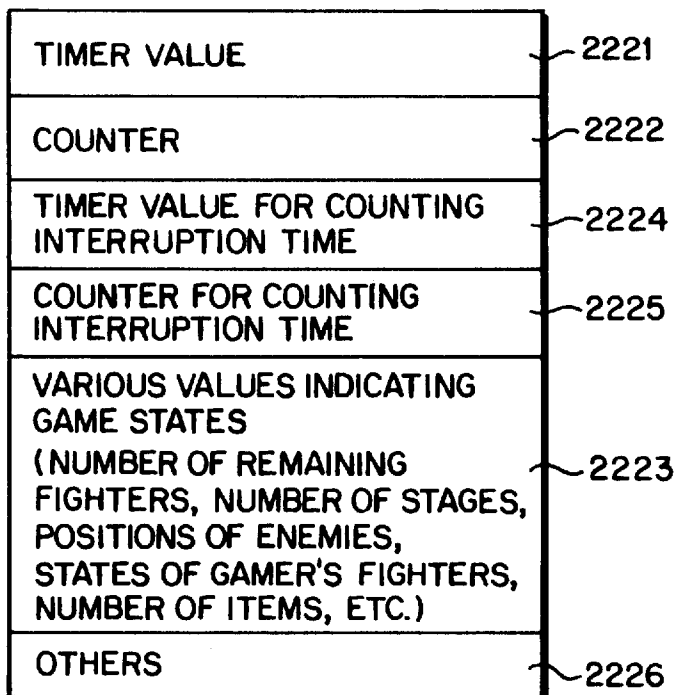 TIMER VALUE
2221
COUNTER
2222
TIMER VALUE FOR COUNTING
INTERRUPTION TIME
2224
COUNTER FOR COUNTING
INTERRUPTION TIME
2225
VARIOUS VALUES INDICATING
GAME STATES
(NUMBER OF REMAINING
FIGHTERS, NUMBER OF STAGES,
POSITIONS OF ENEMIES,
STATES OF GAMER'S FIGHTERS,
NUMBER OF ITEMS, ETC.)
2223
OTHERS
2226